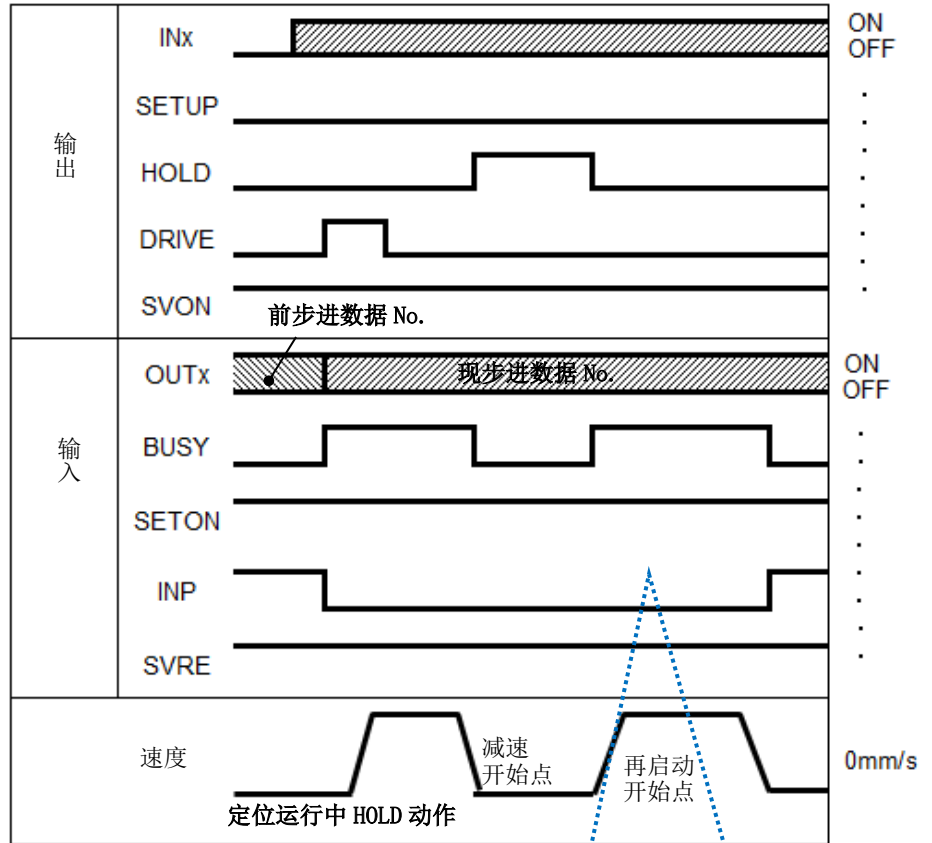 INx
ON
OFF
SETUP
输出
HOLD
DRIVE
SVON
前步进数据 No.
OUTx
现步进数据 No.
ON
OFF
BUSY
输入
SETON
INP
SVRE
速度
减速
开始点
再启动
开始点
0mm/s
定位运行中 HOLD 动作